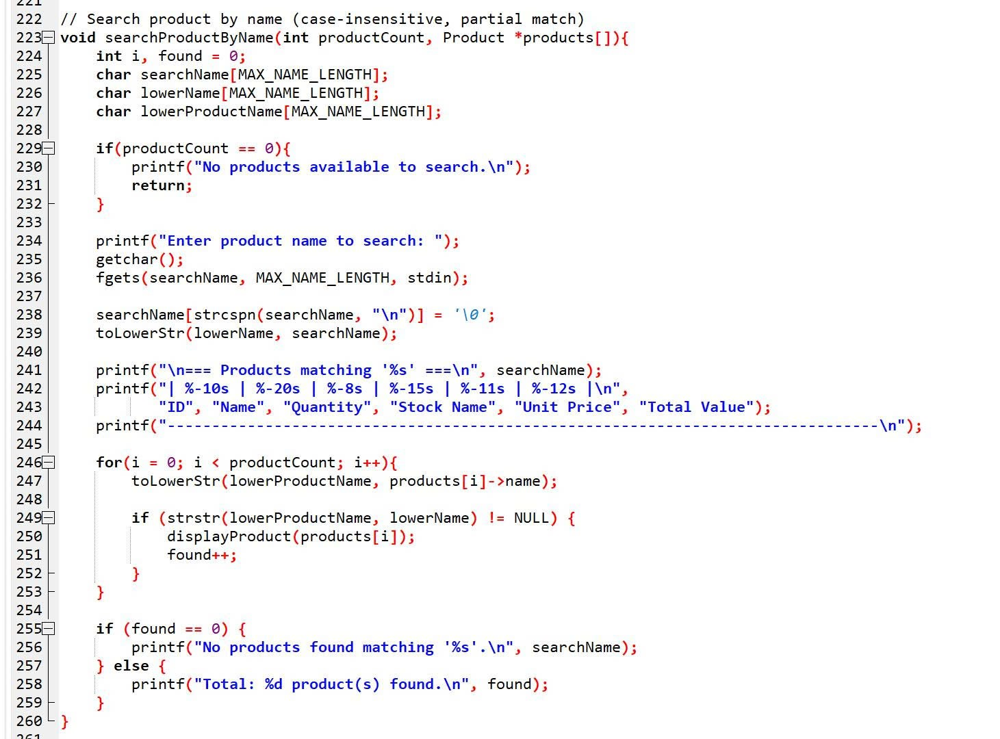 221
222 // Search product by name (case-insensitive, partial match)
223 void searchProductByName(int productCount, Product *products[]){
224     int i, found = 0;
225     char searchName[MAX_NAME_LENGTH];
226     char lowerName[MAX_NAME_LENGTH];
227     char lowerProductName[MAX_NAME_LENGTH];
228
229     if(productCount == 0){
230         printf("No products available to search.\n");
231         return;
232     }
233
234     printf("Enter product name to search: ");
235     getchar();
236     fgets(searchName, MAX_NAME_LENGTH, stdin);
237
238     searchName[strcspn(searchName, "\n")] = '\0';
239     toLowerStr(lowerName, searchName);
240
241     printf("\n=== Products matching '%s' ===\n", searchName);
242     printf("| %-10s | %-20s | %-8s | %-15s | %-11s | %-12s |\n",
243            "ID", "Name", "Quantity", "Stock Name", "Unit Price", "Total Value");
244     printf("--------------------------------------------------------------------------------\n");
245
246     for(i = 0; i < productCount; i++){
247         toLowerStr(lowerProductName, products[i]->name);
248
249         if (strstr(lowerProductName, lowerName) != NULL) {
250             displayProduct(products[i]);
251             found++;
252         }
253     }
254
255     if (found == 0) {
256         printf("No products found matching '%s'.\n", searchName);
257     } else {
258         printf("Total: %d product(s) found.\n", found);
259     }
260 }
261